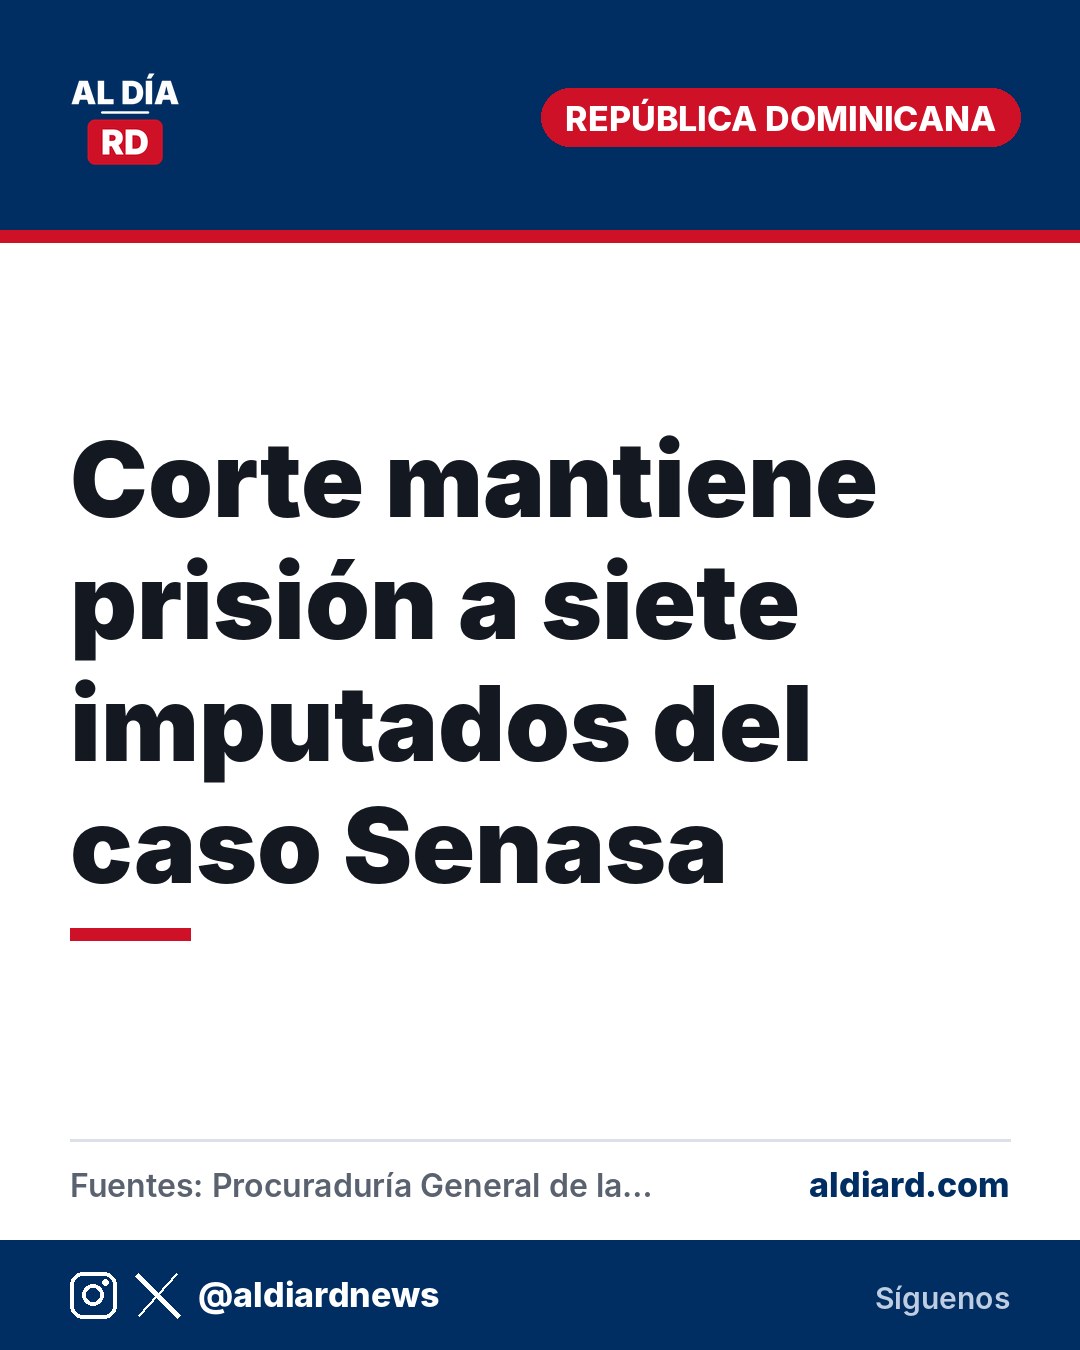 AL DÍA
RD
REPÚBLICA DOMINICANA
Corte mantiene
prisión a siete
imputados del
caso Senasa
Fuentes: Procuraduría General de la...
aldiard.com
@aldiardnews
Síguenos